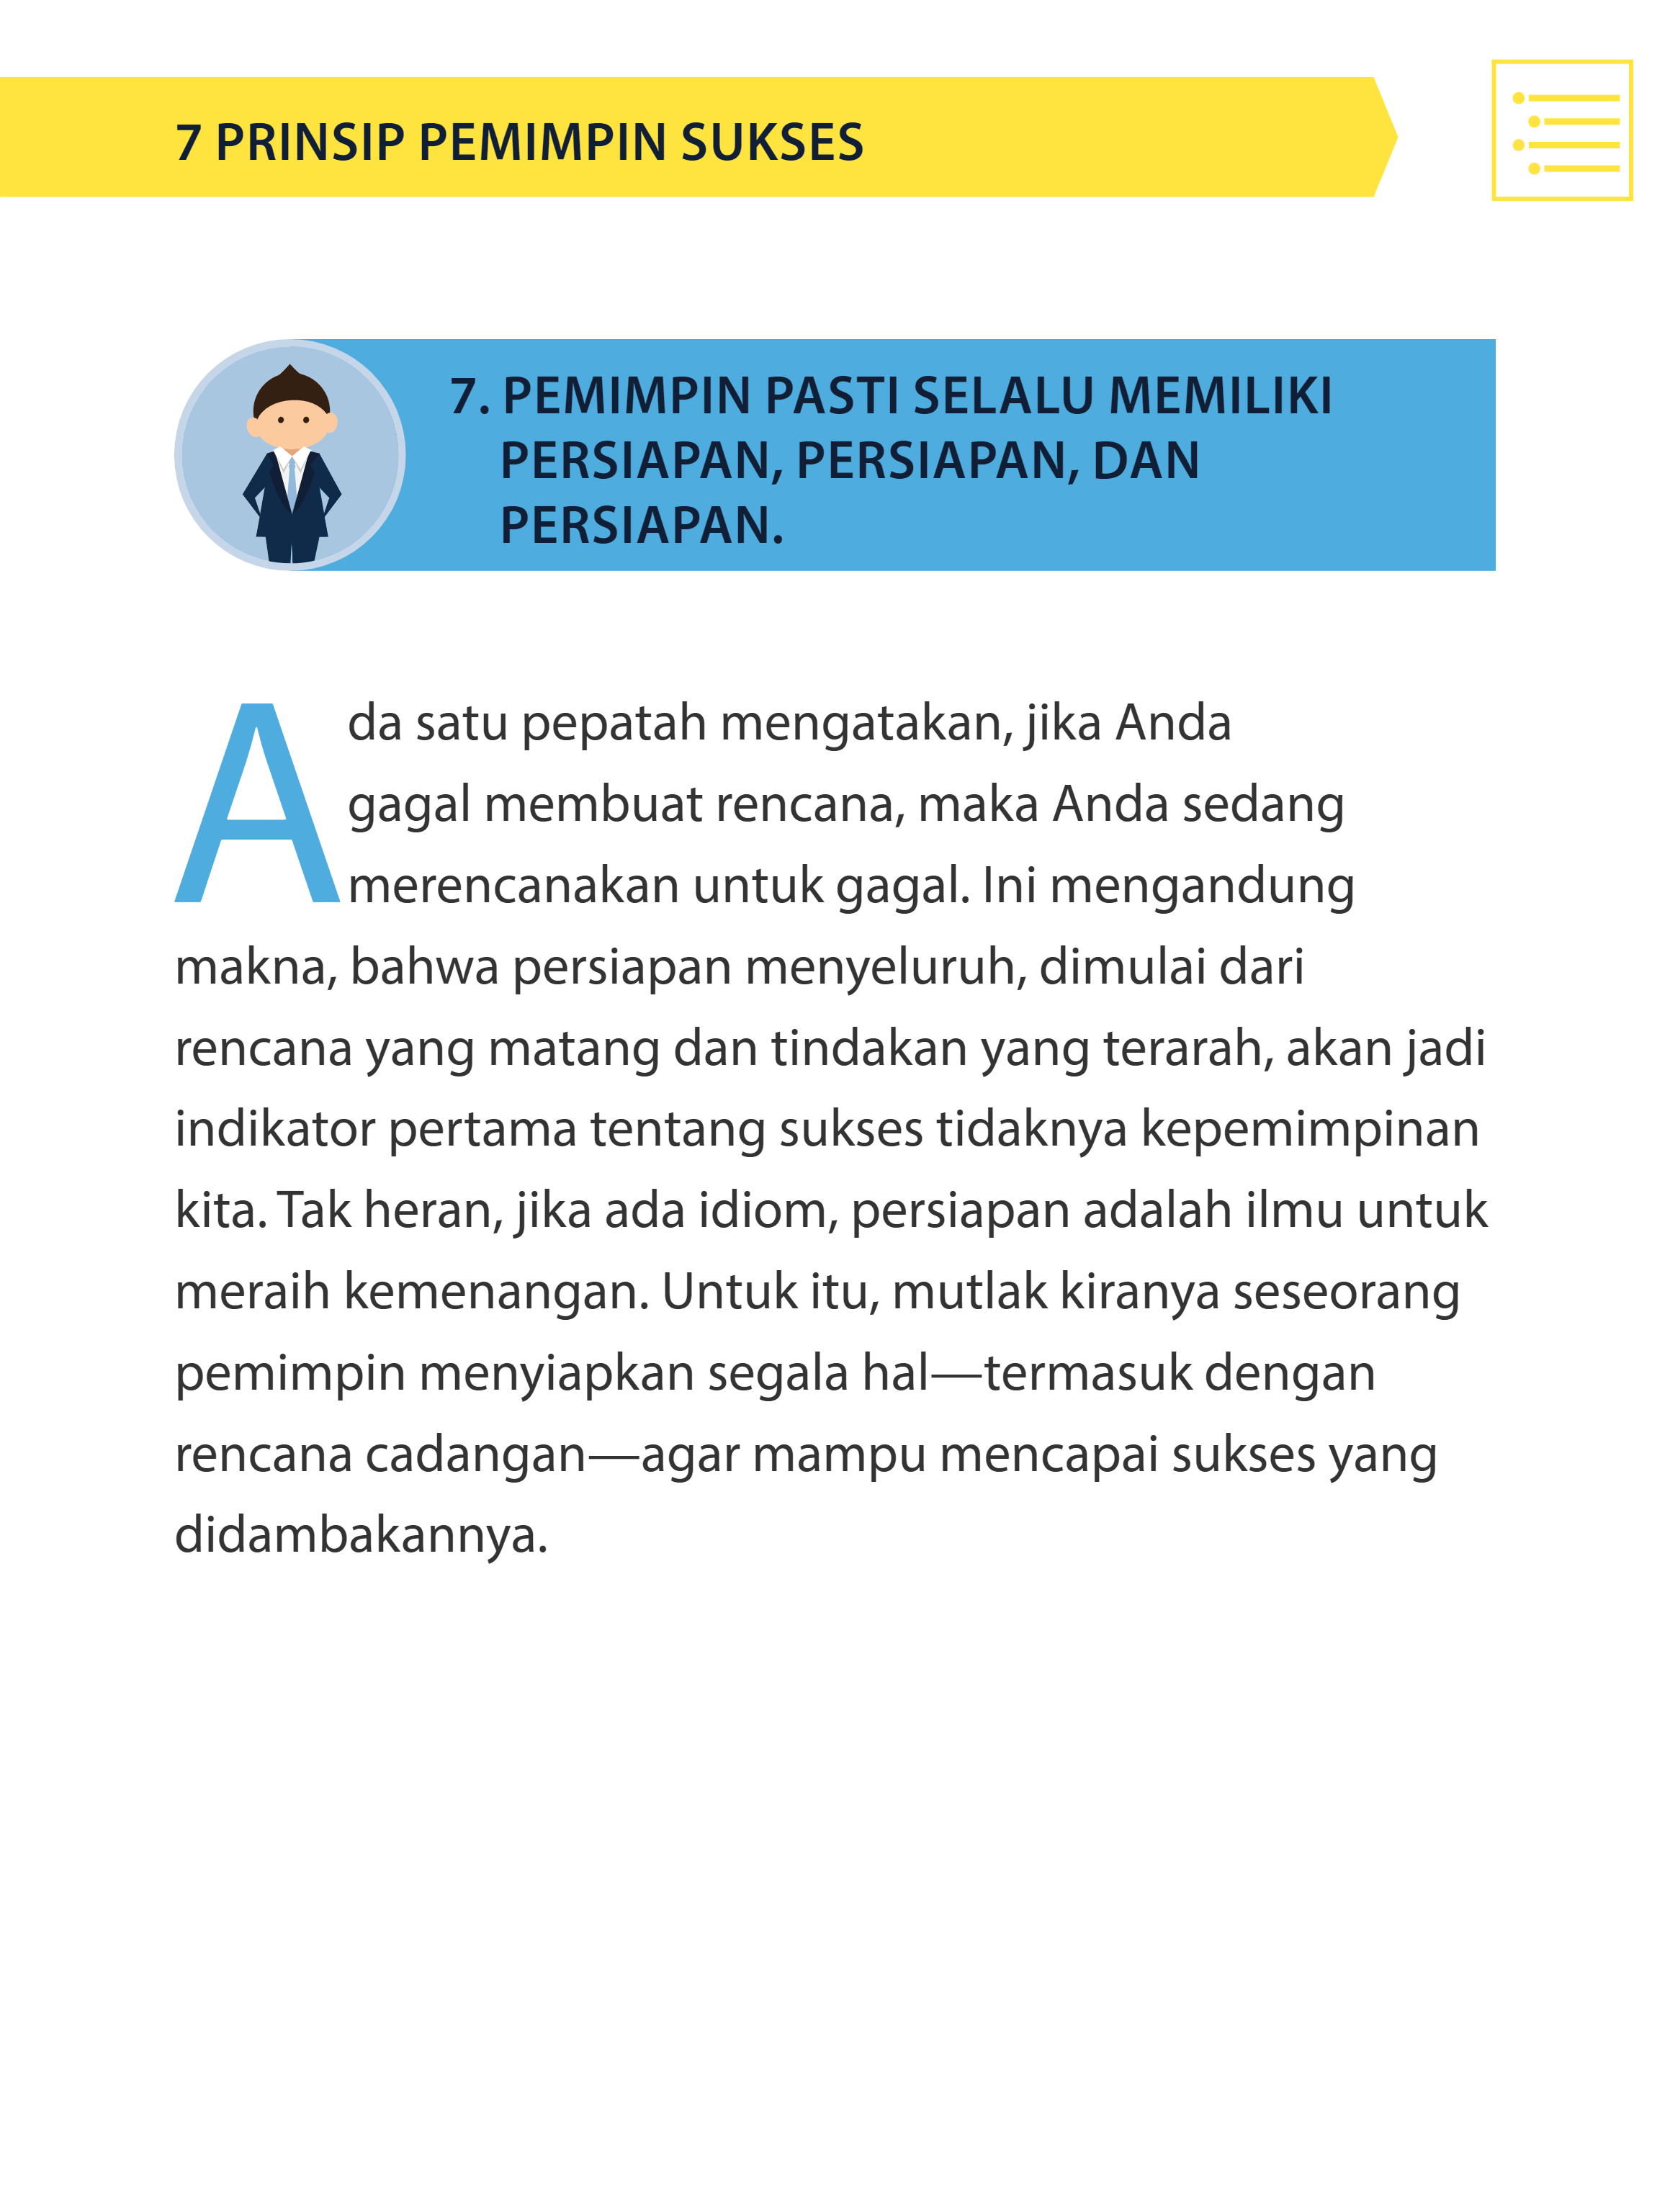 7 PRINSIP PEMIMPIN SUKSES
7. PEMIMPIN PASTI SELALU MEMILIKI
PERSIAPAN, PERSIAPAN, DAN
PERSIAPAN.
Ada satu pepatah mengatakan, jika Anda
gagal membuat rencana, maka Anda sedang
merencanakan untuk gagal. Ini mengandung
makna, bahwa persiapan menyeluruh, dimulai dari
rencana yang matang dan tindakan yang terarah, akan jadi
indikator pertama tentang sukses tidaknya kepemimpinan
kita. Tak heran, jika ada idiom, persiapan adalah ilmu untuk
meraih kemenangan. Untuk itu, mutlak kiranya seseorang
pemimpin menyiapkan segala hal—termasuk dengan
rencana cadangan—agar mampu mencapai sukses yang
didambakannya.